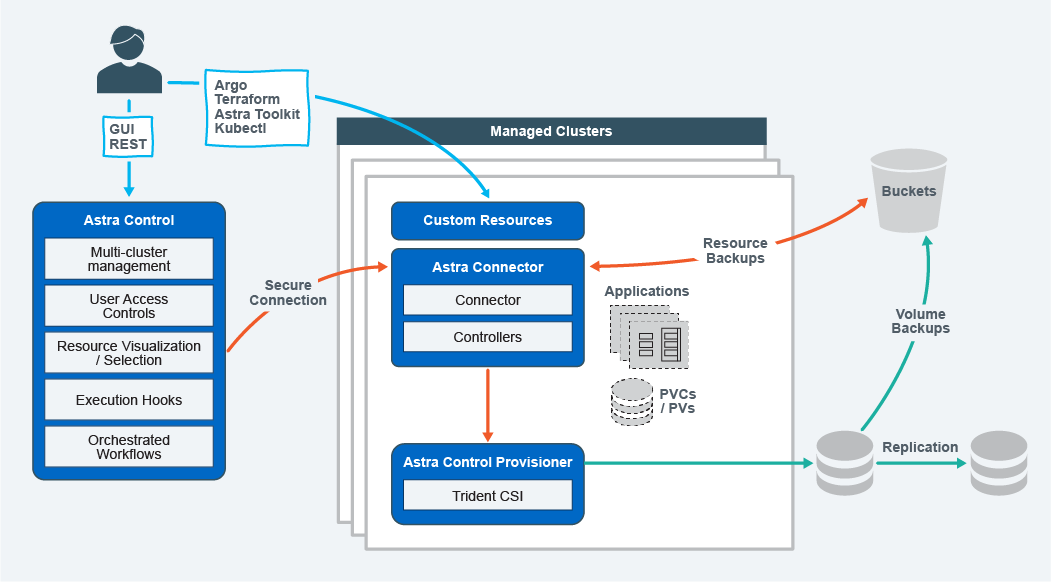 Argo
Terraform
Astra Toolkit
Kubectl
GUI
REST
Managed Clusters
Astra Control
Multi-cluster
management
User Access
Controls
Resource Visualization
/ Selection
Execution Hooks
Orchestrated
Workflows
Secure
Connection
Custom Resources
Astra Connector
Connector
Controllers
Applications
PVCs
/ PVs
Astra Control Provisioner
Trident CSI
Resource
Backups
Buckets
Volume
Backups
Replication